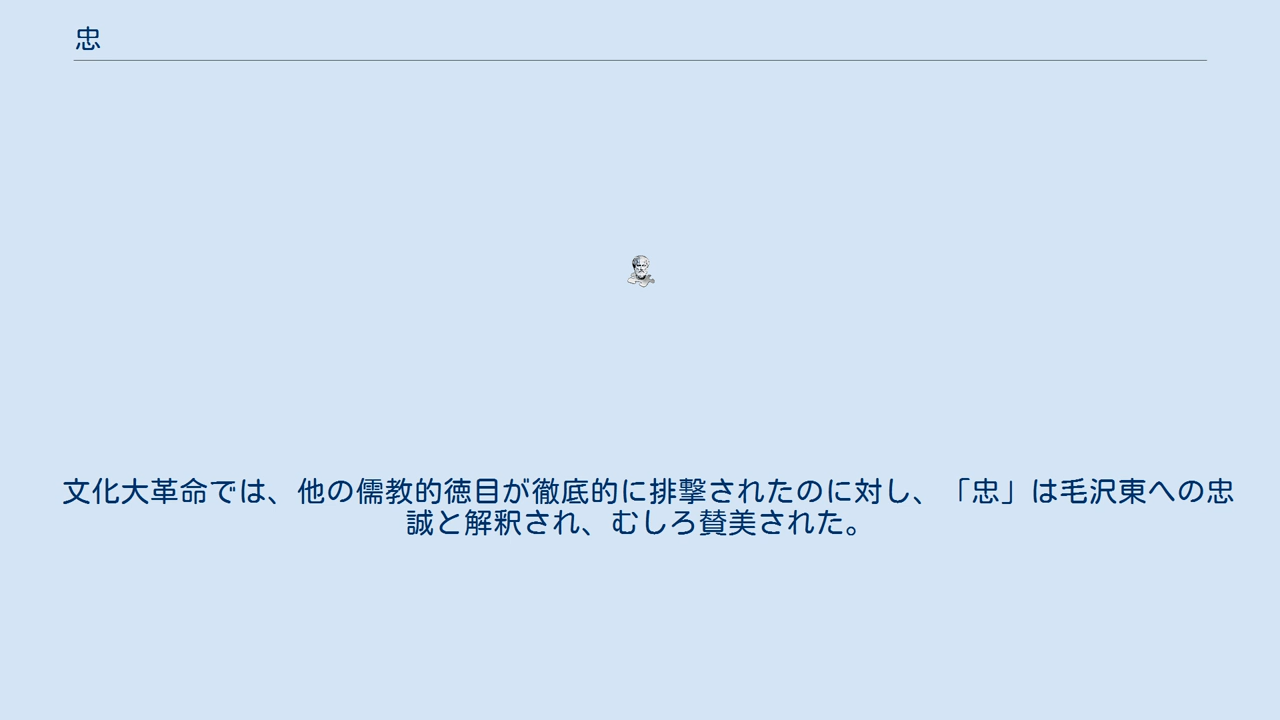 忠
文化大革命では、他の儒教的徳目が徹底的に排撃されたのに対し、「忠」は毛沢東への忠
誠と解釈され、むしろ賛美された。